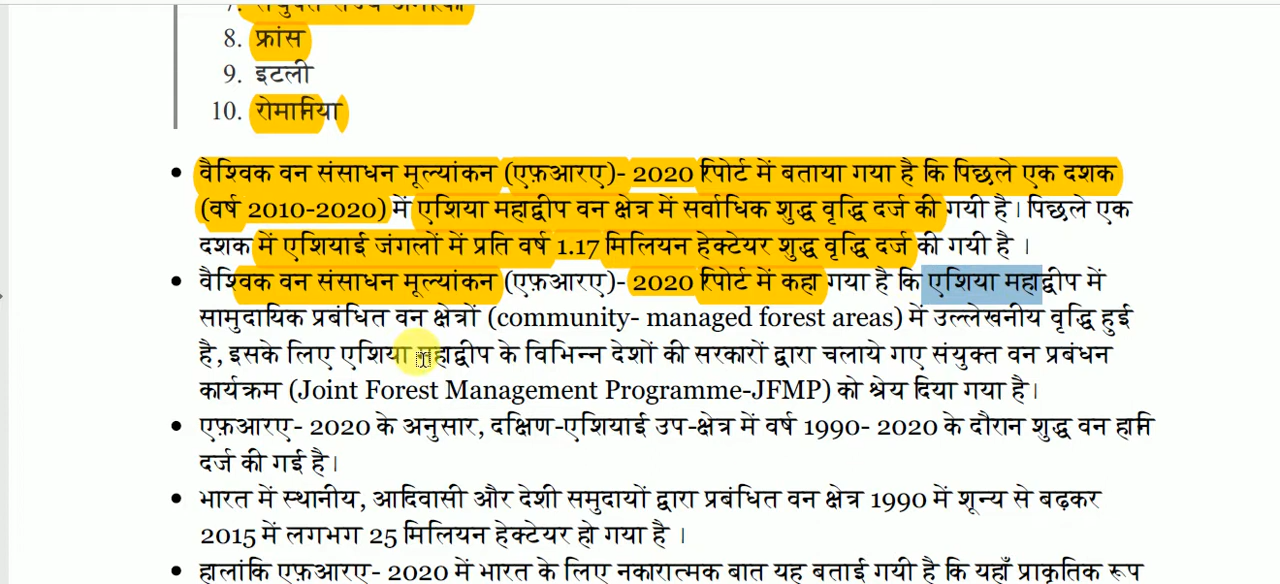 7. संयुक्त राज्य अमेरिका
8. फ्रांस
9. इटली
10. रोमानिया
• वैश्विक वन संसाधन मूल्यांकन (एफ़आरए)- 2020 रिपोर्ट में बताया गया है कि पिछले एक दशक
(वर्ष 2010-2020) में एशिया महाद्वीप वन क्षेत्र में सर्वाधिक शुद्ध वृद्धि दर्ज की गयी है। पिछले एक
दशक में एशियाई जंगलों में प्रति वर्ष 1.17 मिलियन हेक्टेयर शुद्ध वृद्धि दर्ज की गयी है ।
• वैश्विक वन संसाधन मूल्यांकन (एफ़आरए)- 2020 रिपोर्ट में कहा गया है कि एशिया महाद्वीप में
सामुदायिक प्रबंधित वन क्षेत्रों (community- managed forest areas) में उल्लेखनीय वृद्धि हुई
है, इसके लिए एशिया महाद्वीप के विभिन्न देशों की सरकारों द्वारा चलाये गए संयुक्त वन प्रबंधन
कार्यक्रम (Joint Forest Management Programme-JFMP) को श्रेय दिया गया है।
• एफ़आरए- 2020 के अनुसार, दक्षिण-एशियाई उप-क्षेत्र में वर्ष 1990- 2020 के दौरान शुद्ध वन हानि
दर्ज की गई है।
• भारत में स्थानीय, आदिवासी और देशी समुदायों द्वारा प्रबंधित वन क्षेत्र 1990 में शून्य से बढ़कर
2015 में लगभग 25 मिलियन हेक्टेयर हो गया है ।
• हालांकि एफ़आरए- 2020 में भारत के लिए नकारात्मक बात यह बताई गयी है कि यहाँ प्राकृतिक रूप